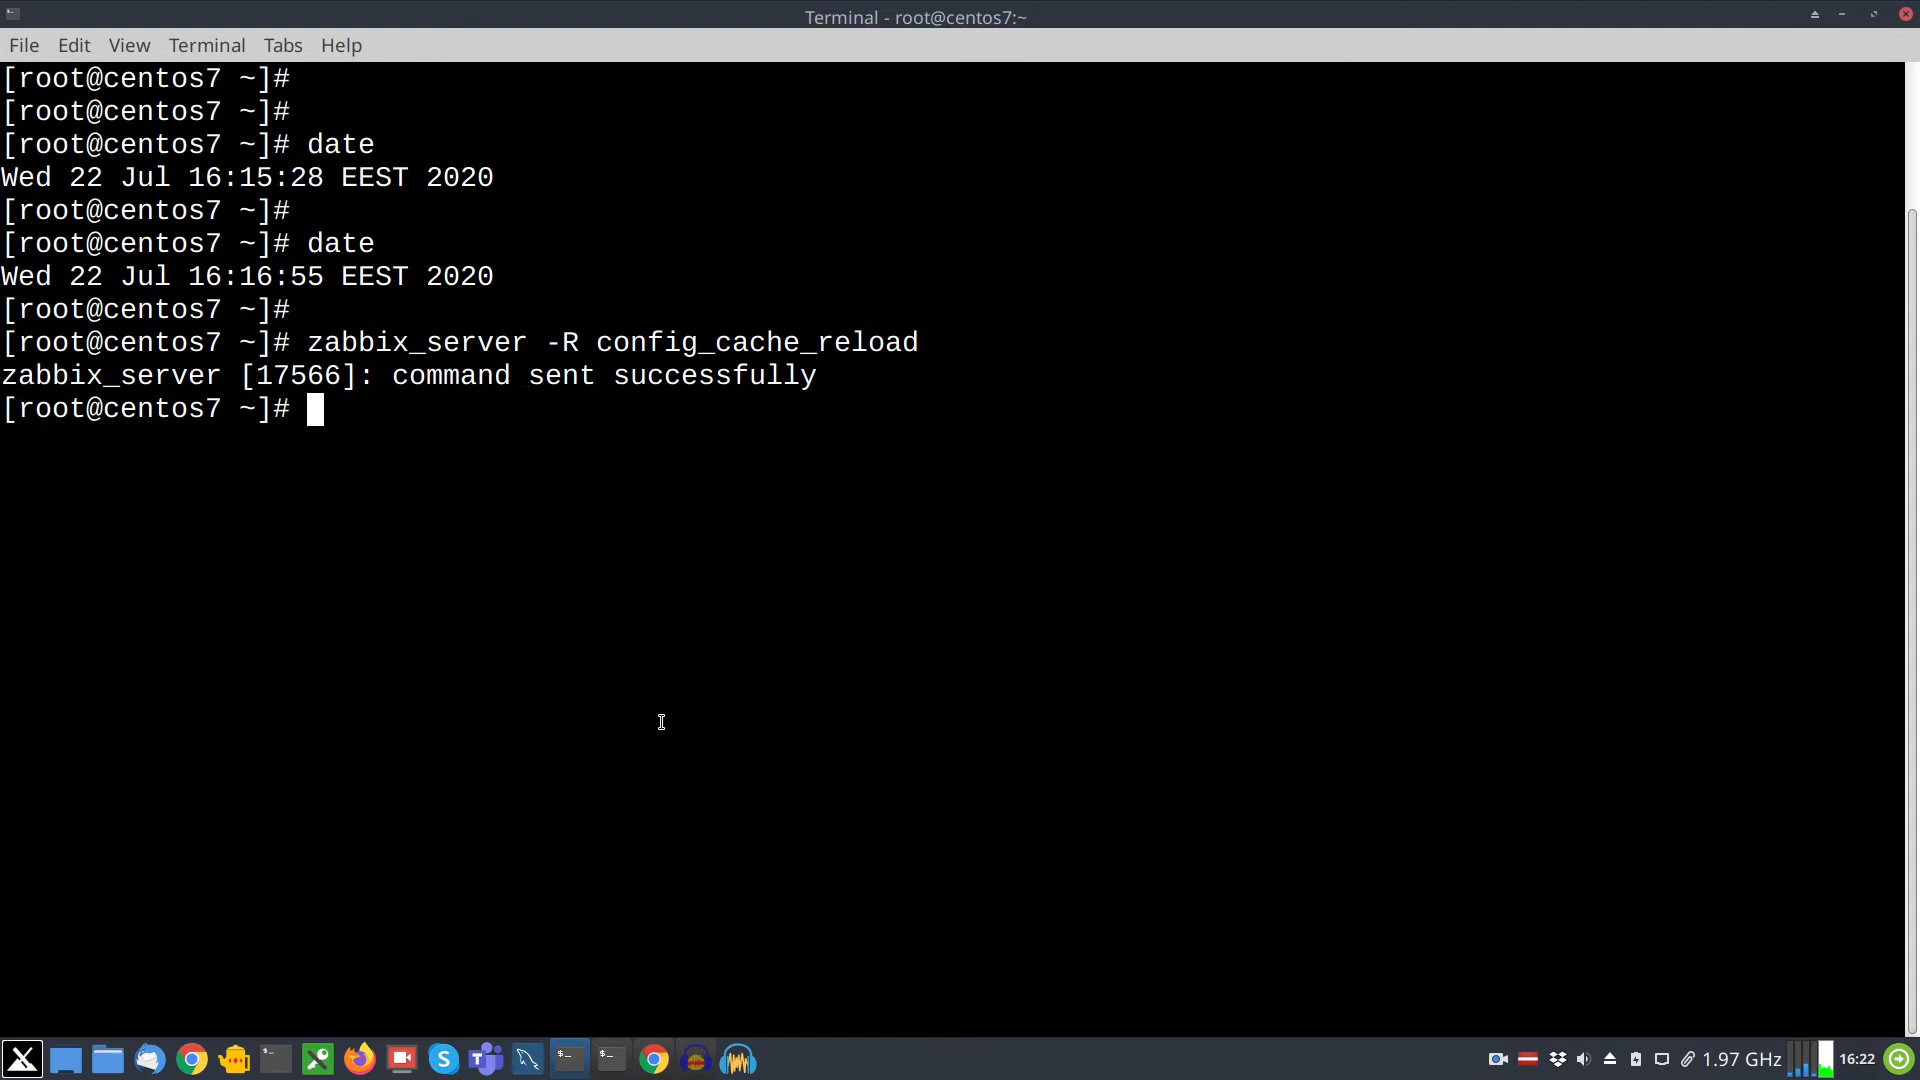 Terminal - root@centos7:~
File Edit View Terminal Tabs Help
[root@centos7 ~]#
[root@centos7 ~]#
[root@centos7 ~]# date
Wed 22 Jul 16:15:28 EEST 2020
[root@centos7 ~]#
[root@centos7 ~]# date
Wed 22 Jul 16:16:55 EEST 2020
[root@centos7 ~]#
[root@centos7 ~]# zabbix_server -R config_cache_reload
zabbix_server [17566]: command sent successfully
[root@centos7 ~]#
1.97 GHz 16:22